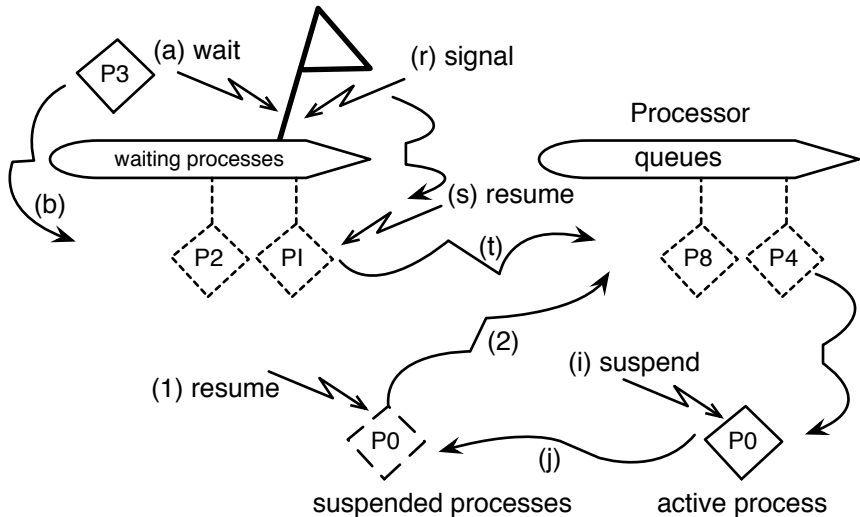 (a) wait
P3
(r) signal
Processor
waiting processes
queues
(b)
(s) resume
P2
PI
(t)
P8
P4
(2)
(1) resume
(i) suspend
P0
P0
(j)
suspended processes
active process